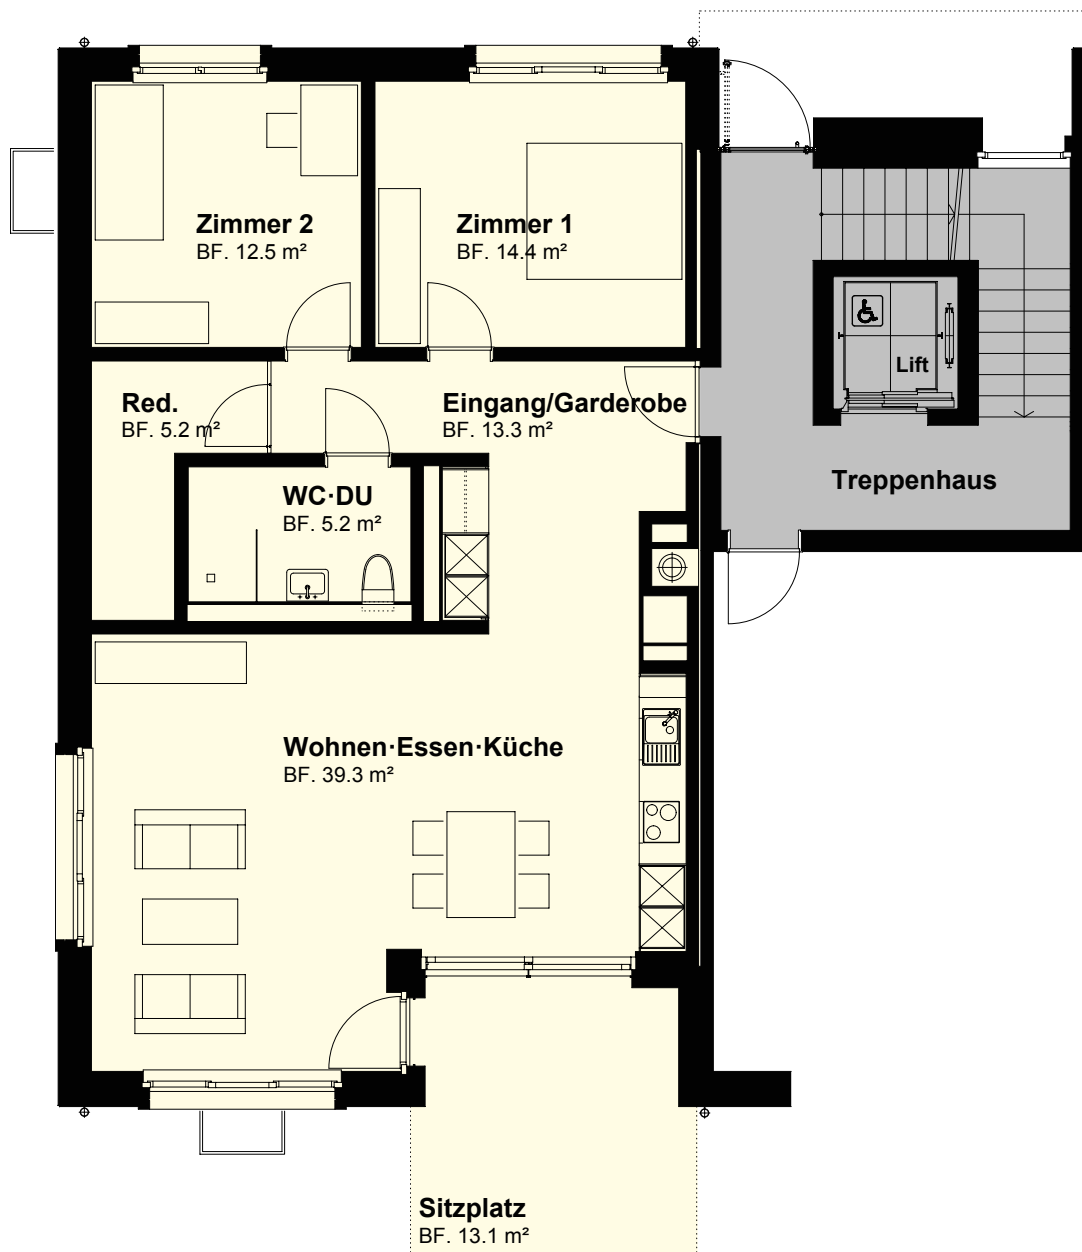 Zimmer 2
BF. 12.5 m²
Zimmer 1
BF. 14.4 m²
Lift
Red.
BF. 5.2 m²
Eingang/Garderobe
BF. 13.3 m²
Treppenhaus
WC·DU
BF. 5.2 m²
Wohnen·Essen·Küche
BF. 39.3 m²
Sitzplatz
BF. 13.1 m²